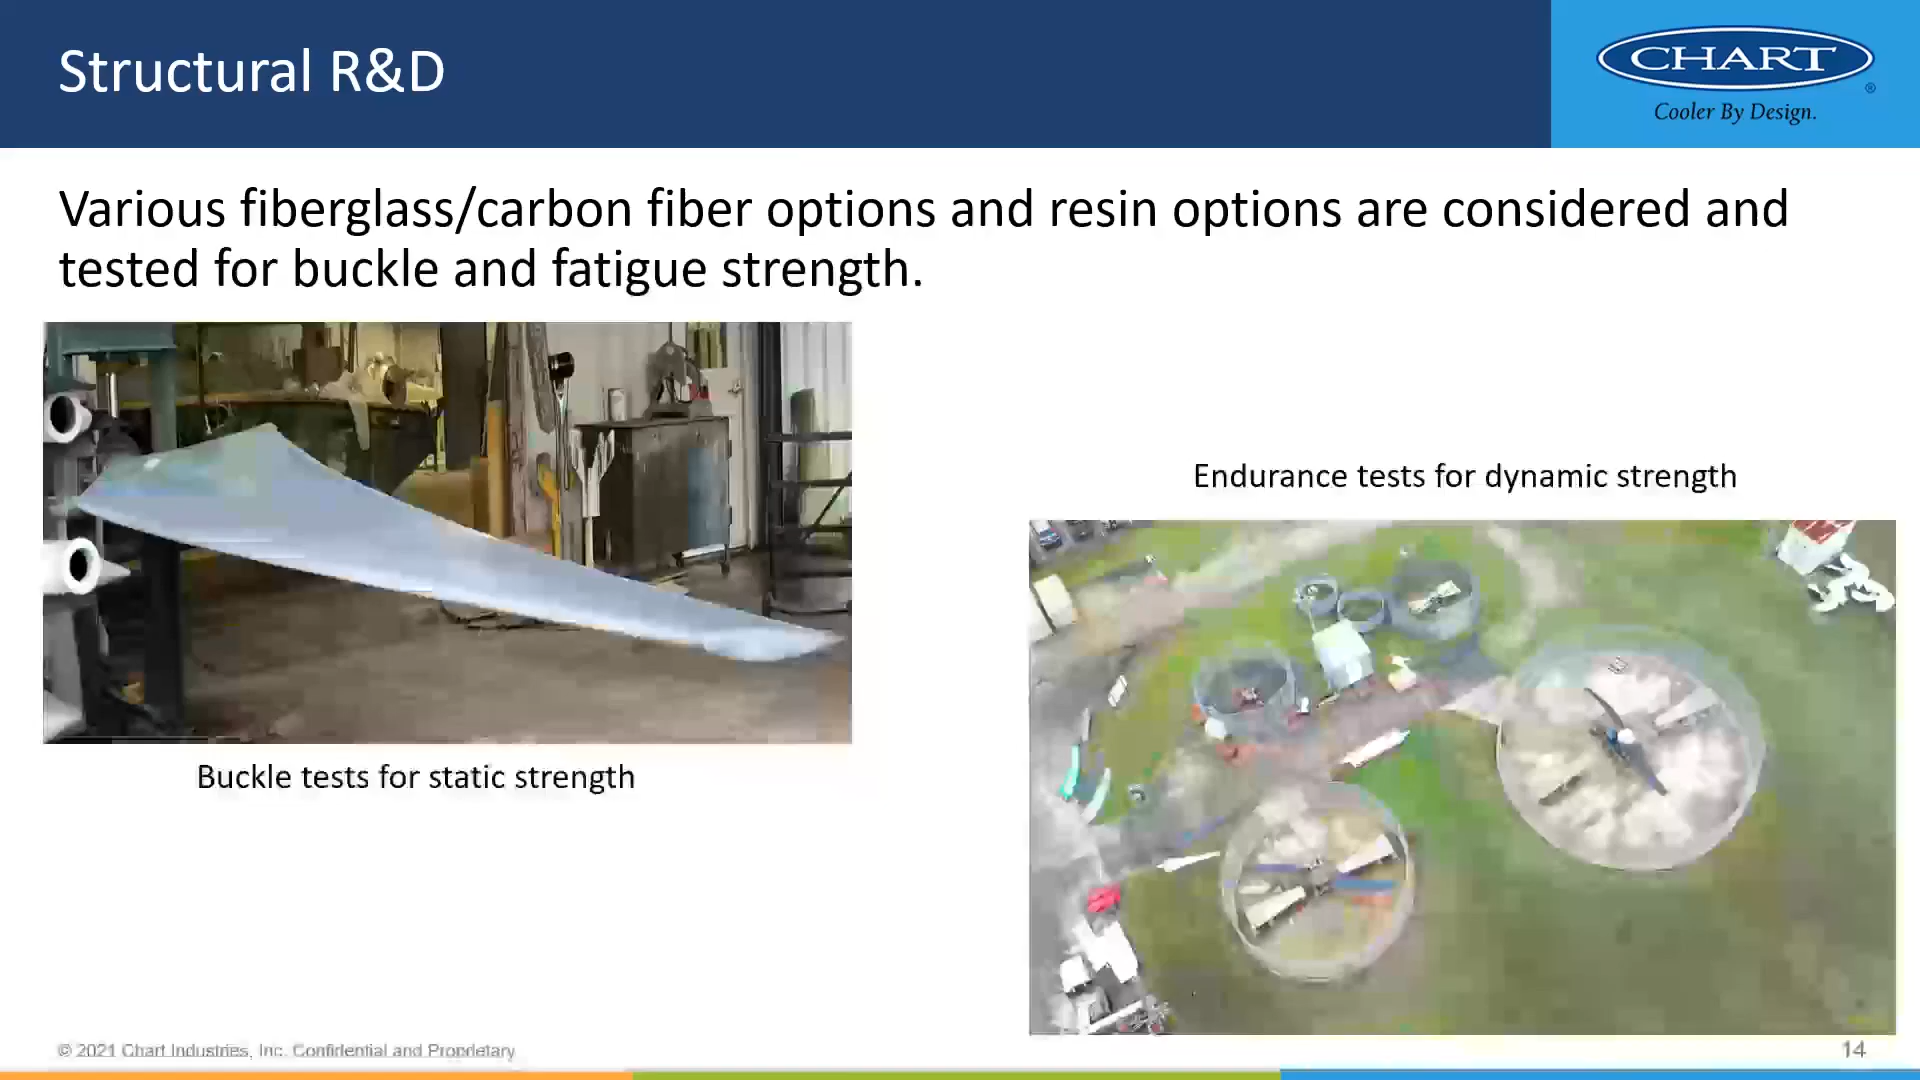 Structural R&D
CHART
®
Cooler By Design.
Various fiberglass/carbon fiber options and resin options are considered and
tested for buckle and fatigue strength.
Endurance tests for dynamic strength
Buckle tests for static strength
© 2021 Chart Industries, Inc. Confidential and Proprietary
14